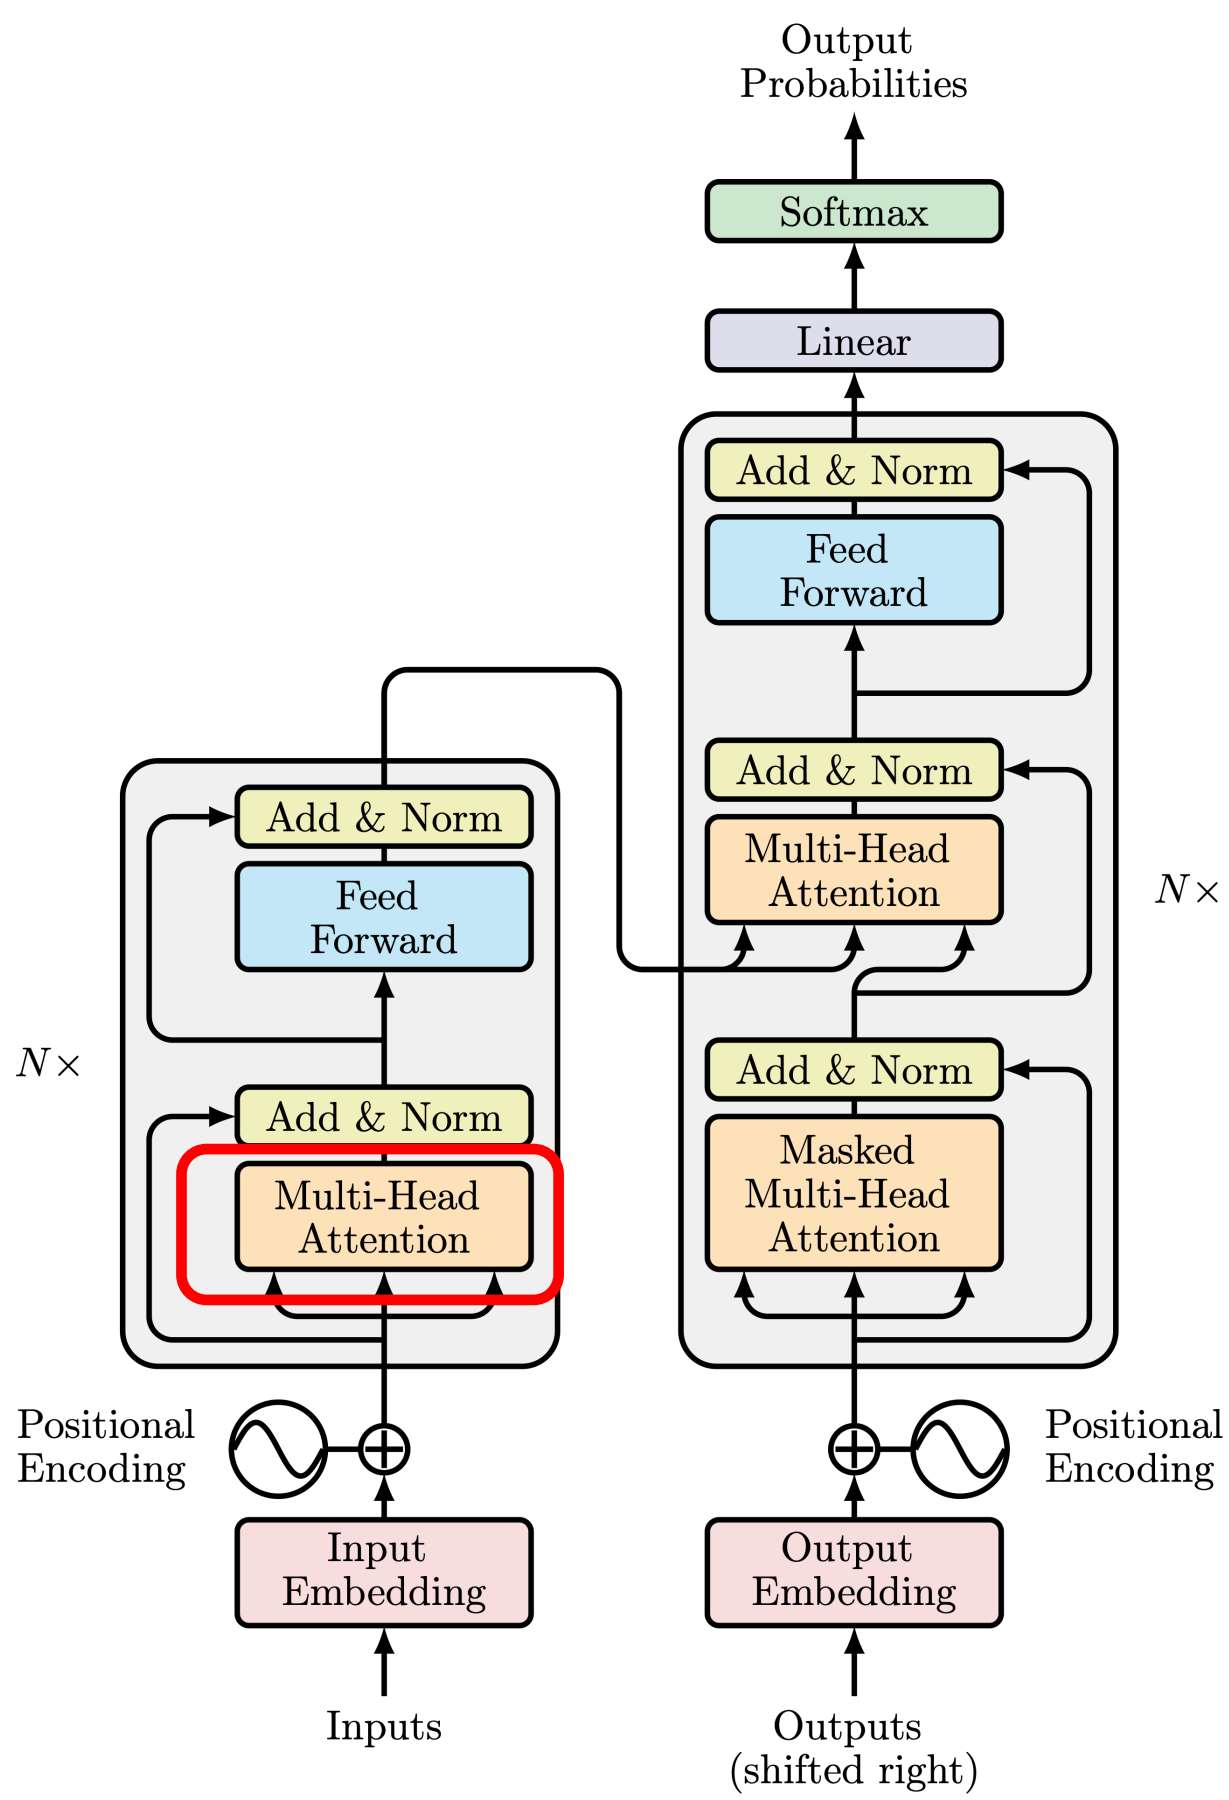 Output
Probabilities
Softmax
Linear
Add & Norm
Feed
Forward
Add & Norm
Multi-Head
Attention
Add & Norm
Masked
Multi-Head
Attention
N×
Add & Norm
Feed
Forward
N×
Add & Norm
Multi-Head
Attention
Positional
Encoding
Positional
Encoding
Input
Embedding
Output
Embedding
Inputs
Outputs
(shifted right)